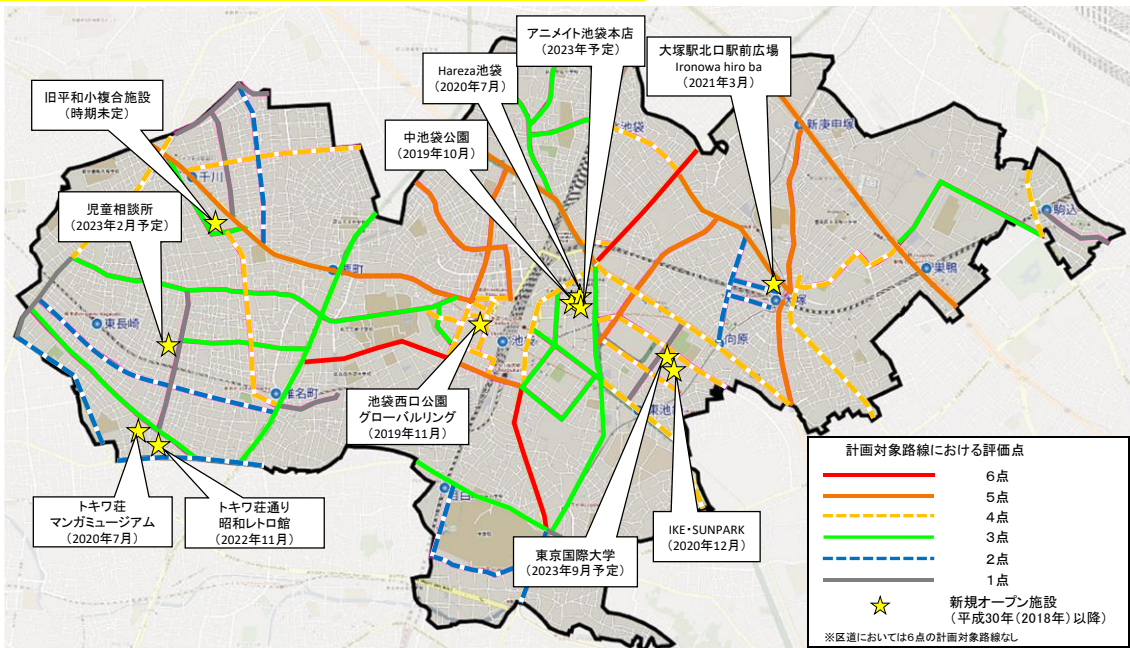 アニメイト池袋本店
(2023年予定)
大塚駅北口駅前広場
Ironowa hiro ba
(2021年3月)
Hareza池袋
(2020年7月)
旧平和小複合施設
(時期未定)
中池袋公園
(2019年10月)
児童相談所
(2023年2月予定)
千川
新庚申塚
駒込
巣鴨
大塚
向原
東長崎
椎名町
目白
池袋西口公園
グローバルリング
(2019年11月)
トキワ荘
マンガミュージアム
(2020年7月)
トキワ荘通り
昭和レトロ館
(2022年11月)
東京国際大学
(2023年9月予定)
IKE・SUNPARK
(2020年12月)
計画対象路線における評価点
6点
5点
4点
3点
2点
1点
新規オープン施設
(平成30年(2018年)以降)
※区道においては6点の計画対象路線なし